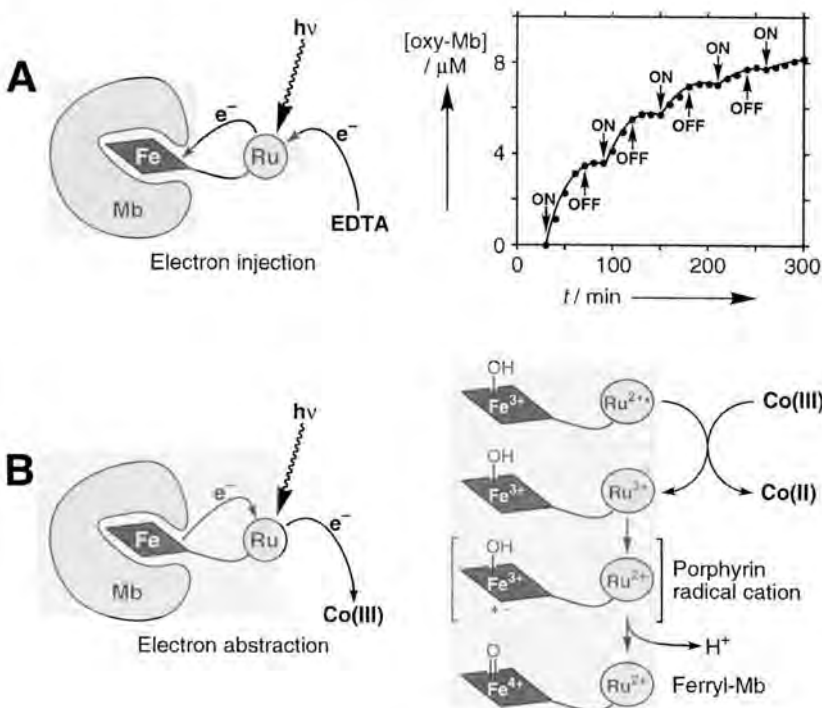 A
hν
e⁻
e⁻
Fe
Ru
Mb
EDTA
Electron injection
[oxy-Mb]
/ μM
8
4
0
ON
OFF
ON
OFF
ON
OFF
ON
OFF
ON
0
100
200
300
t / min
B
hν
e⁻
Fe
Ru
e⁻
Mb
Co(III)
Electron abstraction
OH
Fe³⁺
Ru²⁺*
Co(III)
OH
Fe³⁺
Ru³⁺
Co(II)
OH
Fe³⁺
Ru²⁺
Porphyrin
radical cation
H⁺
O
Fe⁴⁺
Ru²⁺
Ferryl-Mb